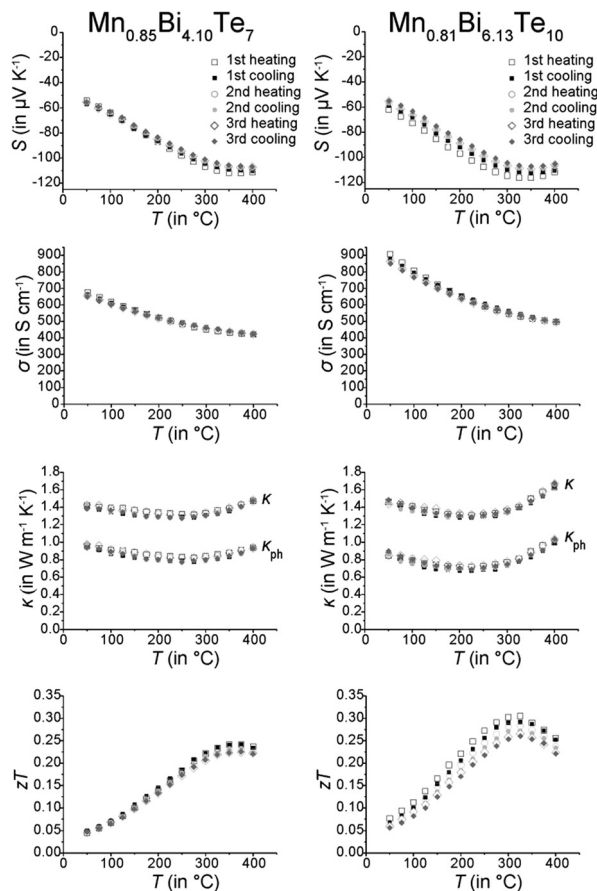 Mn0.85Bi4.10Te7
Mn0.81Bi6.13Te10
S (in µV K-1)
0
-20
-40
-60
-80
-100
-120
1st heating
1st cooling
2nd heating
2nd cooling
3rd heating
3rd cooling
0 100 200 300 400
T (in °C)
S (in µV K-1)
0
-20
-40
-60
-80
-100
-120
1st heating
1st cooling
2nd heating
2nd cooling
3rd heating
3rd cooling
0 100 200 300 400
T (in °C)
σ (in S cm-1)
900
800
700
600
500
400
300
200
100
0
0 100 200 300 400
T (in °C)
σ (in S cm-1)
900
800
700
600
500
400
300
200
100
0
0 100 200 300 400
T (in °C)
κ (in W m-1 K-1)
1.8
1.6
1.4
1.2
1.0
0.8
0.6
0.4
0.2
0.0
κ
κph
0 100 200 300 400
T (in °C)
κ (in W m-1 K-1)
1.8
1.6
1.4
1.2
1.0
0.8
0.6
0.4
0.2
0.0
κ
κph
0 100 200 300 400
T (in °C)
zT
0.35
0.30
0.25
0.20
0.15
0.10
0.05
0.00
0 100 200 300 400
T (in °C)
zT
0.35
0.30
0.25
0.20
0.15
0.10
0.05
0.00
0 100 200 300 400
T (in °C)